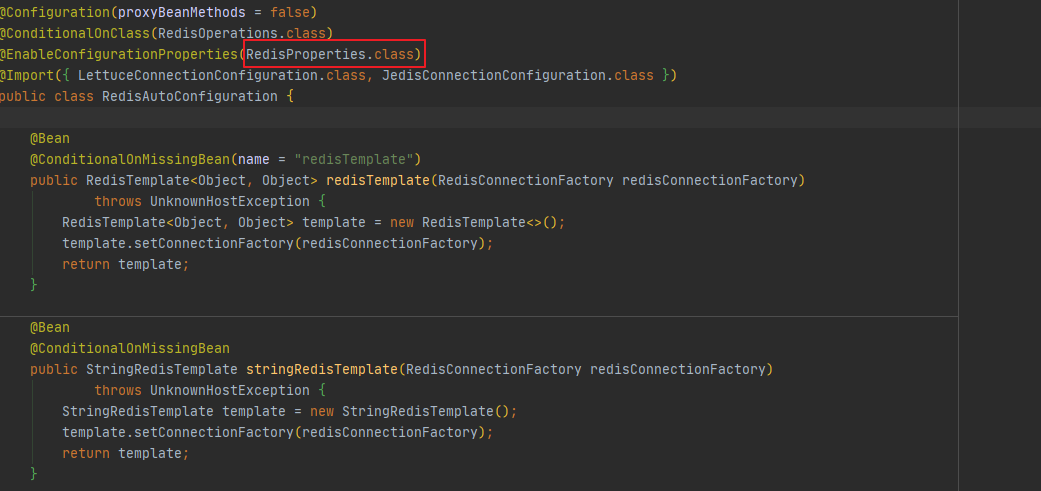 @Configuration(proxyBeanMethods = false)
@ConditionalOnClass(RedisOperations.class)
@EnableConfigurationProperties(RedisProperties.class)
@Import({ LettuceConnectionConfiguration.class, JedisConnectionConfiguration.class })
public class RedisAutoConfiguration {
@Bean
@ConditionalOnMissingBean(name = "redisTemplate")
public RedisTemplate<Object, Object> redisTemplate(RedisConnectionFactory redisConnectionFactory)
throws UnknownHostException {
RedisTemplate<Object, Object> template = new RedisTemplate<>();
template.setConnectionFactory(redisConnectionFactory);
return template;
}
@Bean
@ConditionalOnMissingBean
public StringRedisTemplate stringRedisTemplate(RedisConnectionFactory redisConnectionFactory)
throws UnknownHostException {
StringRedisTemplate template = new StringRedisTemplate();
template.setConnectionFactory(redisConnectionFactory);
return template;
}